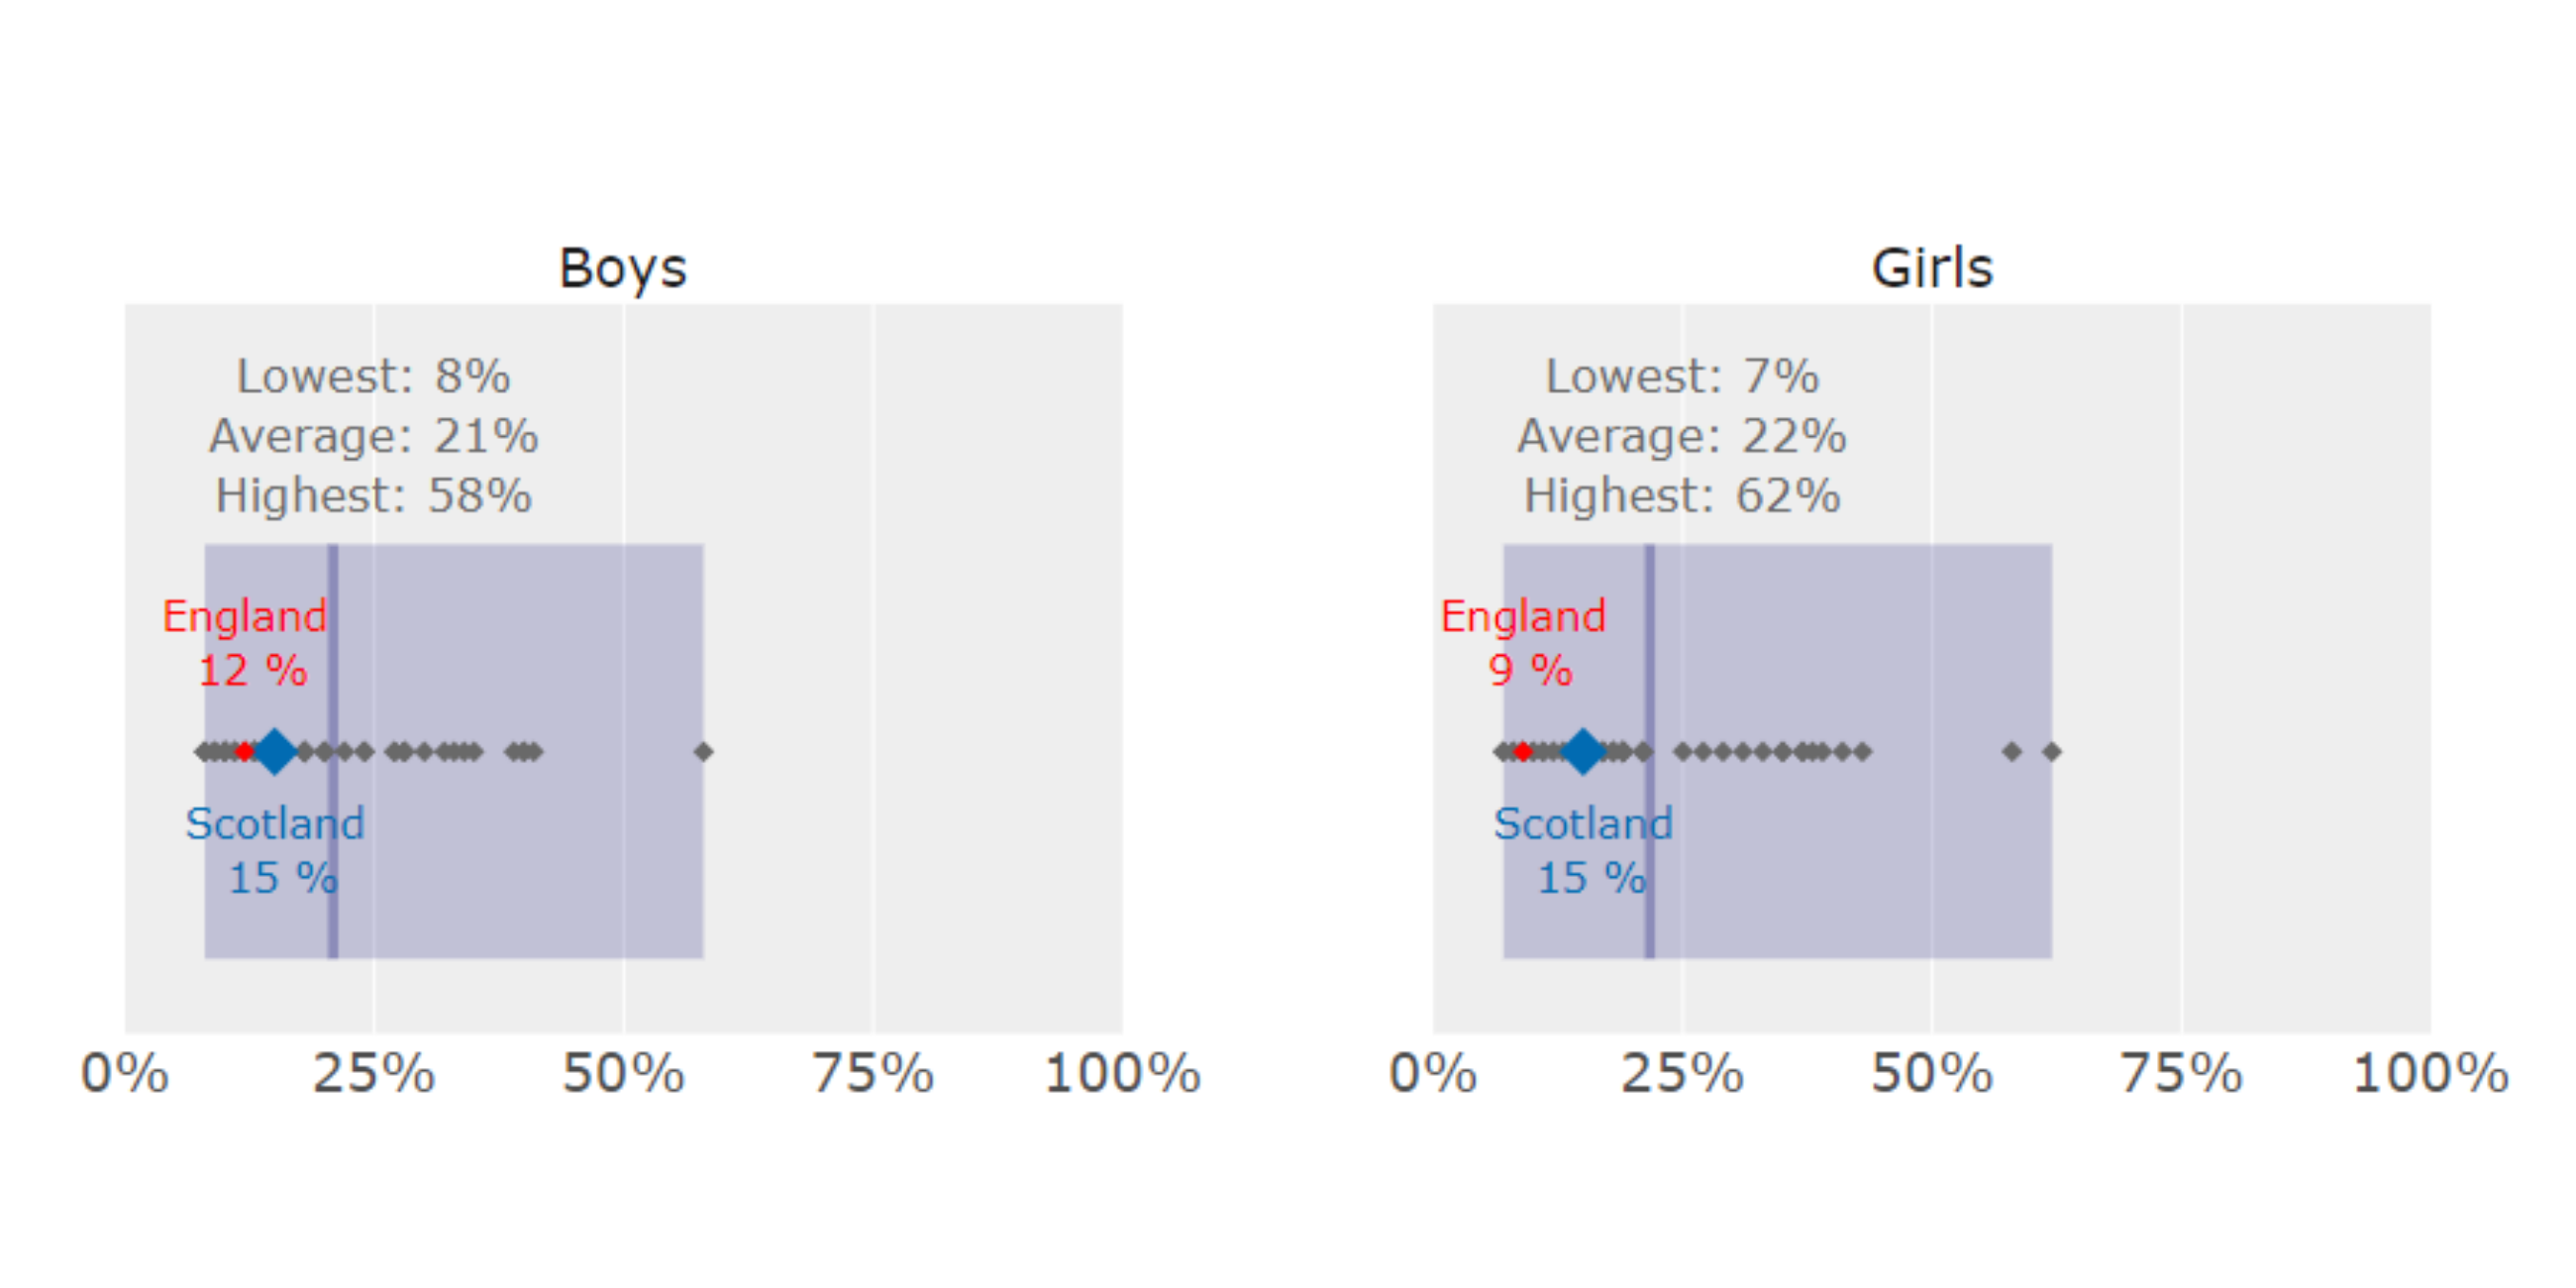 Boys
Lowest: 8%
Average: 21%
Highest: 58%
England
12 %
Scotland
15 %
0% 25% 50% 75% 100%
Girls
Lowest: 7%
Average: 22%
Highest: 62%
England
9 %
Scotland
15 %
0% 25% 50% 75% 100%